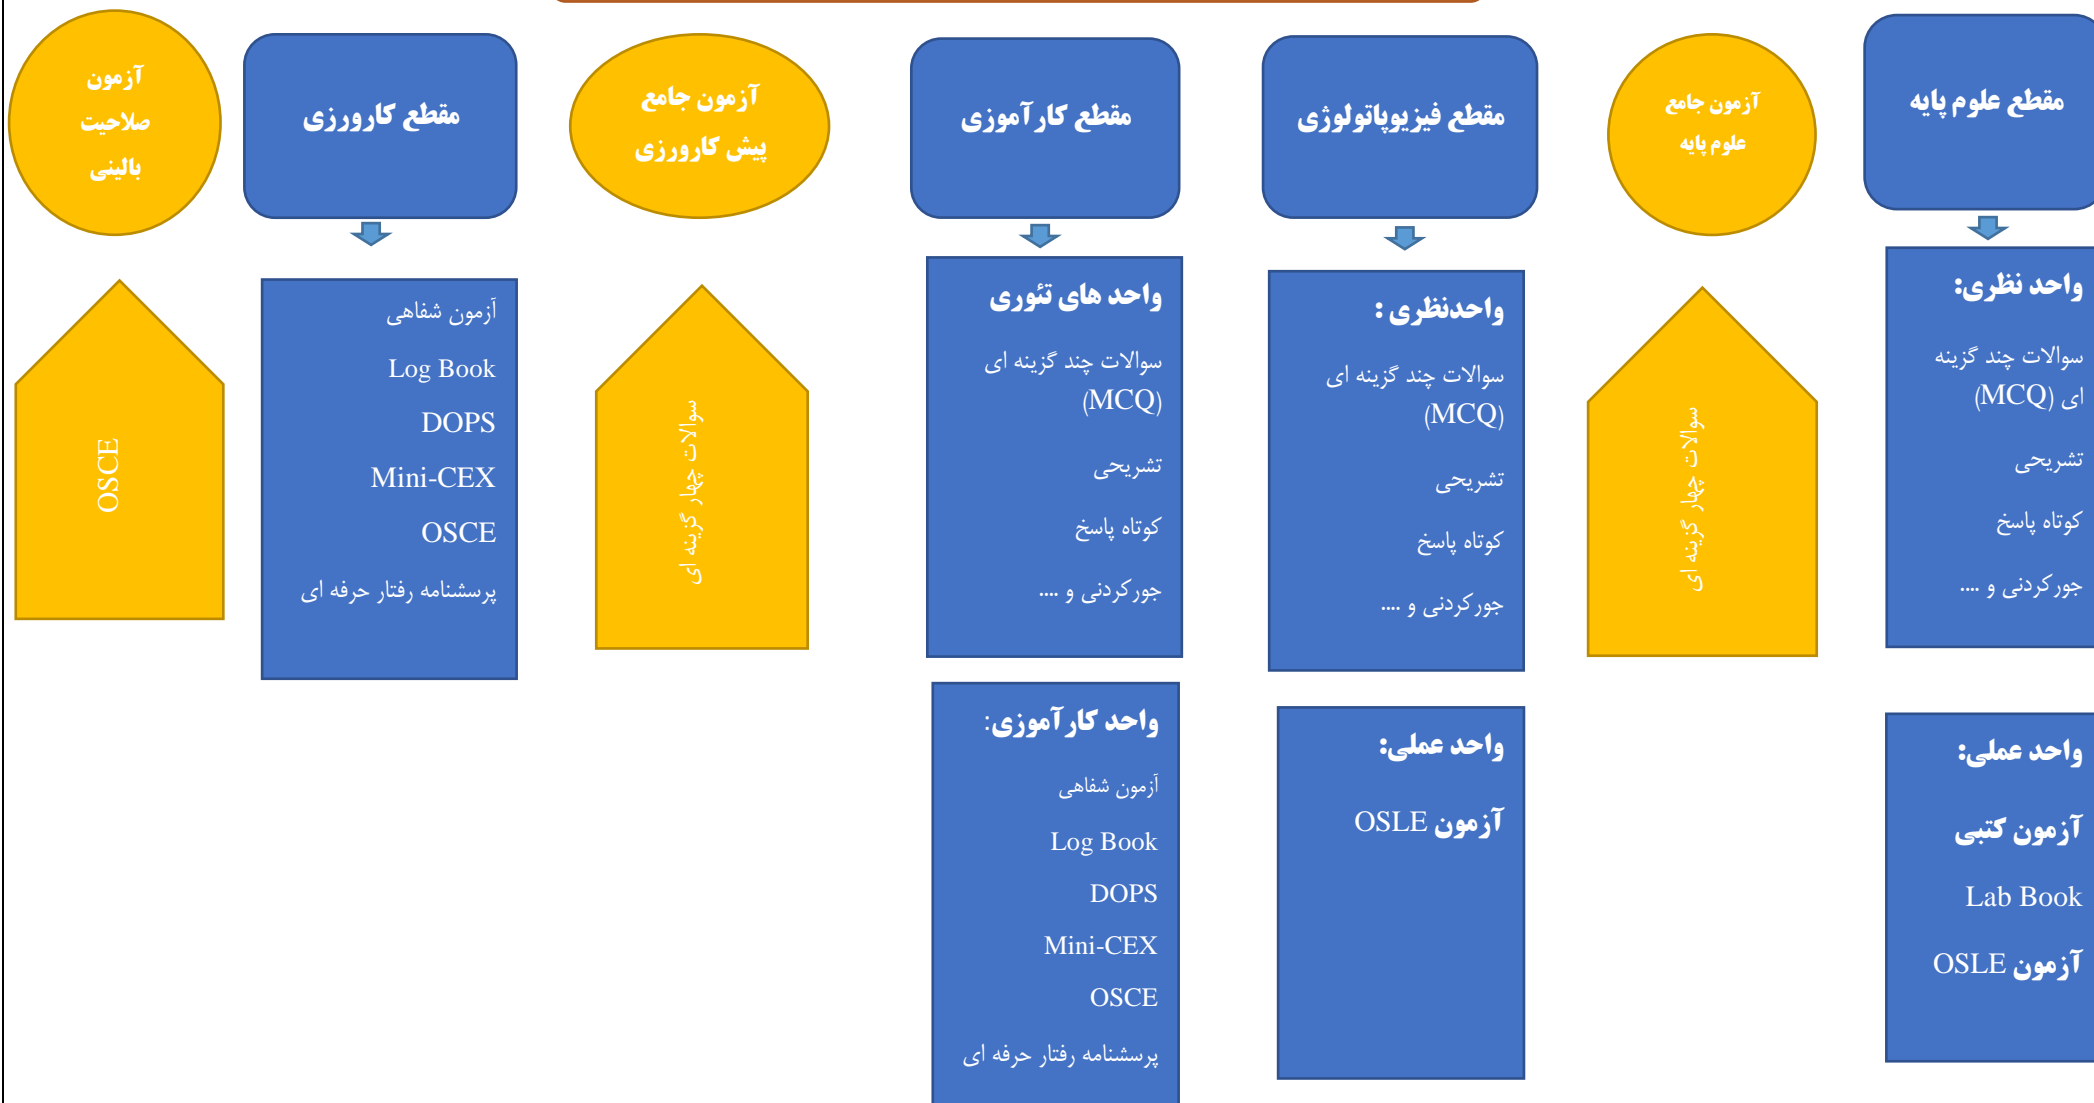 مقطع علوم پایه
آزمون جامع
علوم پایه
مقطع فیزیوپاتولوژی
مقطع کارآموزی
آزمون جامع
پیش کارورزی
مقطع کارورزی
آزمون
صلاحیت
بالینی
واحد نظری:
سوالات چند گزینه
ای (MCQ)
تشریحی
کوتاه پاسخ
جورکردنی و ....
سوالات چهار گزینه ای
واحدنظری :
سوالات چند گزینه ای
(MCQ)
تشریحی
کوتاه پاسخ
جورکردنی و ....
واحد های تئوری
سوالات چند گزینه ای
(MCQ)
تشریحی
کوتاه پاسخ
جورکردنی و ....
سوالات چهار گزینه ای
آزمون شفاهی
Log Book
DOPS
Mini-CEX
OSCE
پرسشنامه رفتار حرفه ای
OSCE
واحد عملی:
آزمون کتبی
Lab Book
آزمون OSLE
واحد عملی:
آزمون OSLE
واحد کارآموزی:
آزمون شفاهی
Log Book
DOPS
Mini-CEX
OSCE
پرسشنامه رفتار حرفه ای